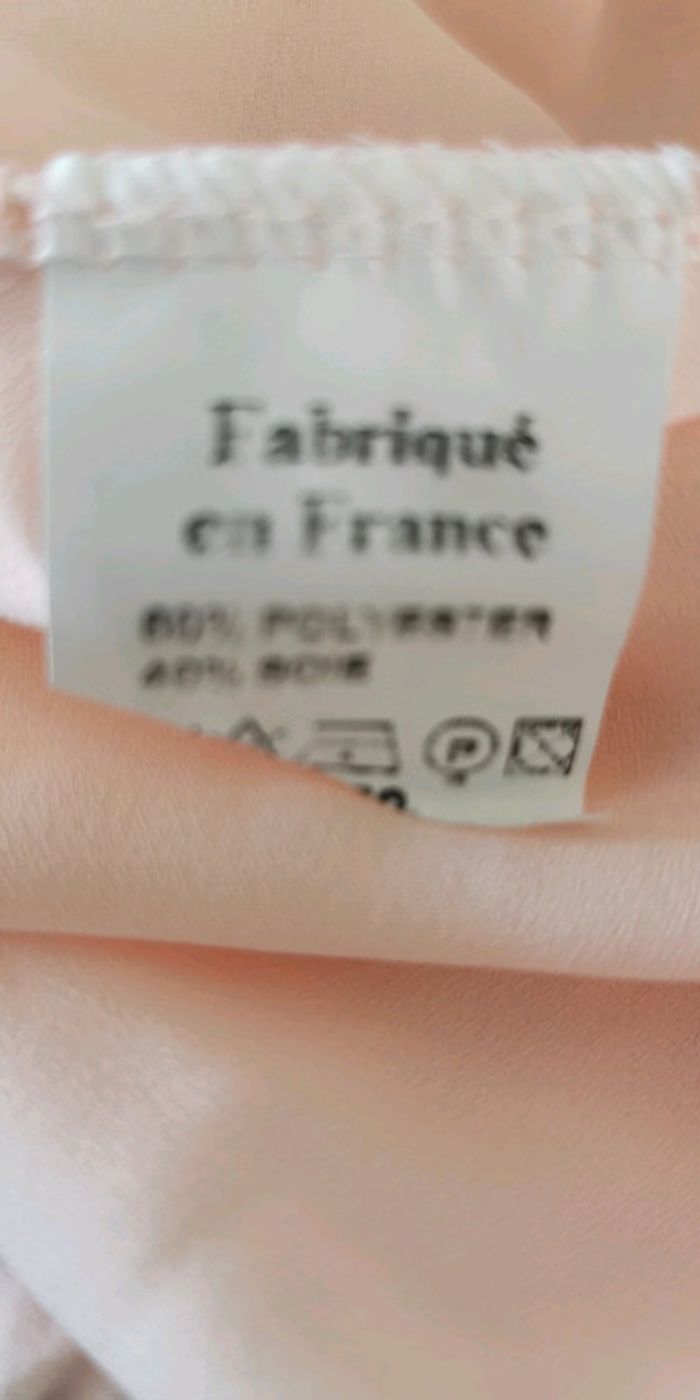 Fabriqué
en France
60% POLYESTER
40% SOIE
P